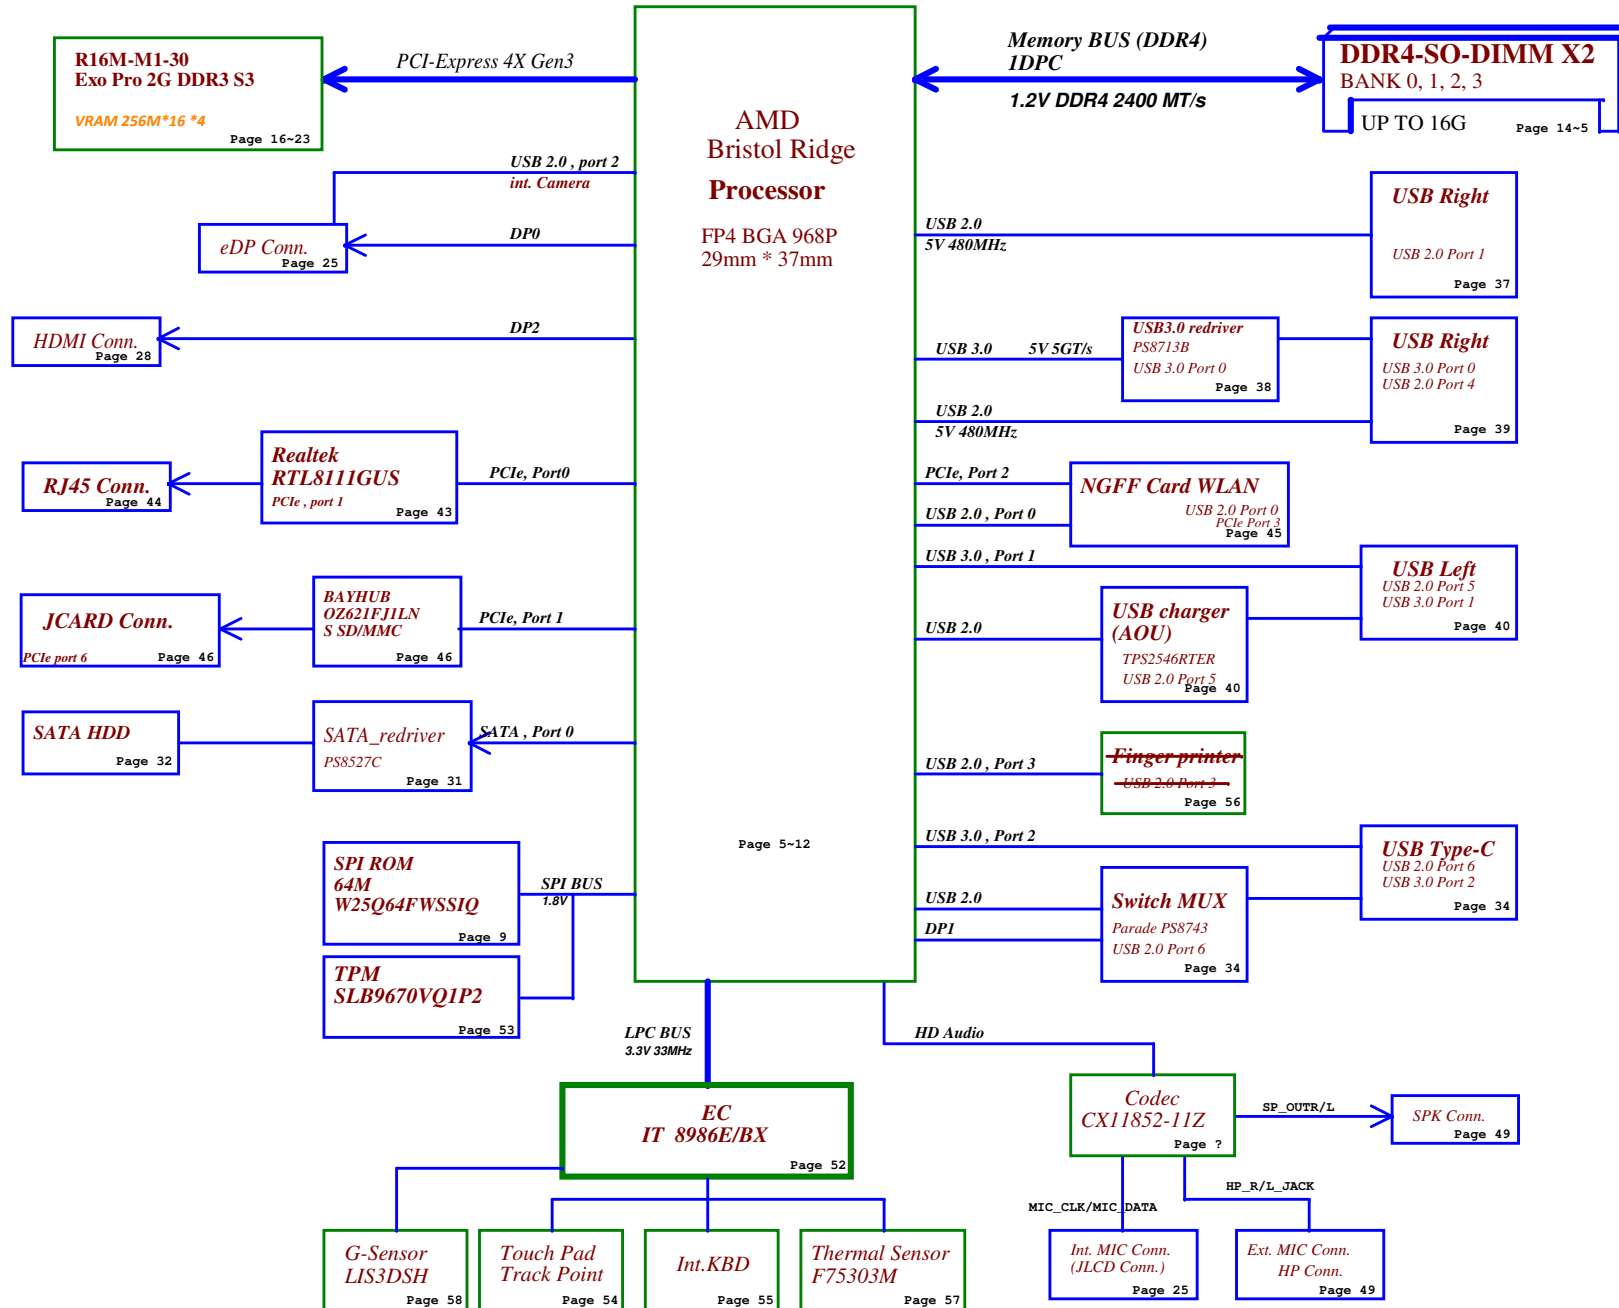 R16M-M1-30
Exo Pro 2G DDR3 S3
VRAM 256M*16 *4
Page 16~23
PCI-Express 4X Gen3
USB 2.0 , port 2
int. Camera
eDP Conn.
Page 25
DP0
HDMI Conn.
Page 28
DP2
RJ45 Conn.
Page 44
Realtek
RTL8111GUS
PCIe , port 1
Page 43
PCIe, Port0
JCARD Conn.
PCIe port 6
Page 46
BAYHUB
OZ621FJ1LN
S SD/MMC
Page 46
PCIe, Port 1
SATA HDD
Page 32
SATA_redriver
PS8527C
Page 31
SATA , Port 0
SPI ROM
64M
W25Q64FWSSIQ
Page 9
SPI BUS
1.8V
TPM
SLB9670VQ1P2
Page 53
AMD
Bristol Ridge
Processor
FP4 BGA 968P
29mm * 37mm
Page 5~12
Memory BUS (DDR4)
1DPC
1.2V DDR4 2400 MT/s
DDR4-SO-DIMM X2
BANK 0, 1, 2, 3
UP TO 16G
Page 14~5
USB 2.0
5V 480MHz
USB Right
USB 2.0 Port 1
Page 37
USB 3.0
5V 5GT/s
USB3.0 redriver
PS8713B
USB 3.0 Port 0
Page 38
USB Right
USB 3.0 Port 0
USB 2.0 Port 4
Page 39
USB 2.0
5V 480MHz
PCIe, Port 2
USB 2.0 , Port 0
NGFF Card WLAN
USB 2.0 Port 0
PCIe Port 3
Page 45
USB 3.0 , Port 1
USB Left
USB 2.0 Port 5
USB 3.0 Port 1
Page 40
USB 2.0
USB charger
(AOU)
TPS2546RTER
USB 2.0 Port 5
Page 40
USB 2.0 , Port 3
Finger printer
USB 2.0 Port 3
Page 56
USB 3.0 , Port 2
USB Type-C
USB 2.0 Port 6
USB 3.0 Port 2
Page 34
USB 2.0
DP1
Switch MUX
Parade PS8743
USB 2.0 Port 6
Page 34
LPC BUS
3.3V 33MHz
HD Audio
EC
IT 8986E/BX
Page 52
Codec
CX11852-11Z
Page ?
SP_OUTR/L
SPK Conn.
Page 49
MIC_CLK/MIC_DATA
HP_R/L_JACK
G-Sensor
LIS3DSH
Page 58
Touch Pad
Track Point
Page 54
Int.KBD
Page 55
Thermal Sensor
F75303M
Page 57
Int. MIC Conn.
(JLCD Conn.)
Page 25
Ext. MIC Conn.
HP Conn.
Page 49